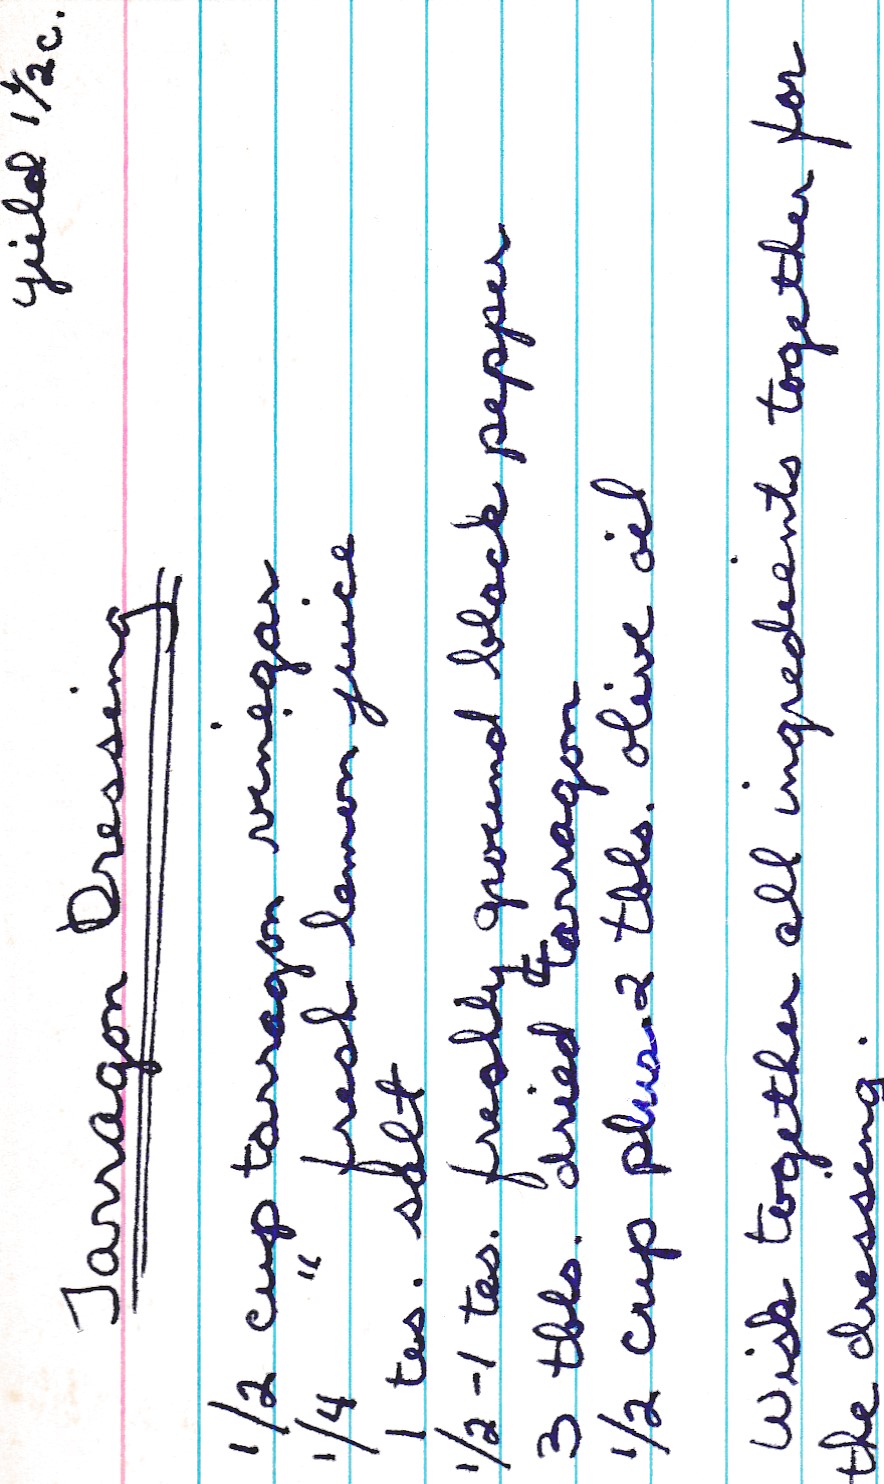 yield 1 1/2 c.
Tarragon Dressing
1/2 cup tarragon vinegar
1/4 " fresh lemon juice
1 tes. salt
1/2 - 1 tes. freshly ground black pepper
3 tbls. dried tarragon
1/2 cup plus 2 tbls. olive oil
Wisk together all ingredients together for
the dressing.